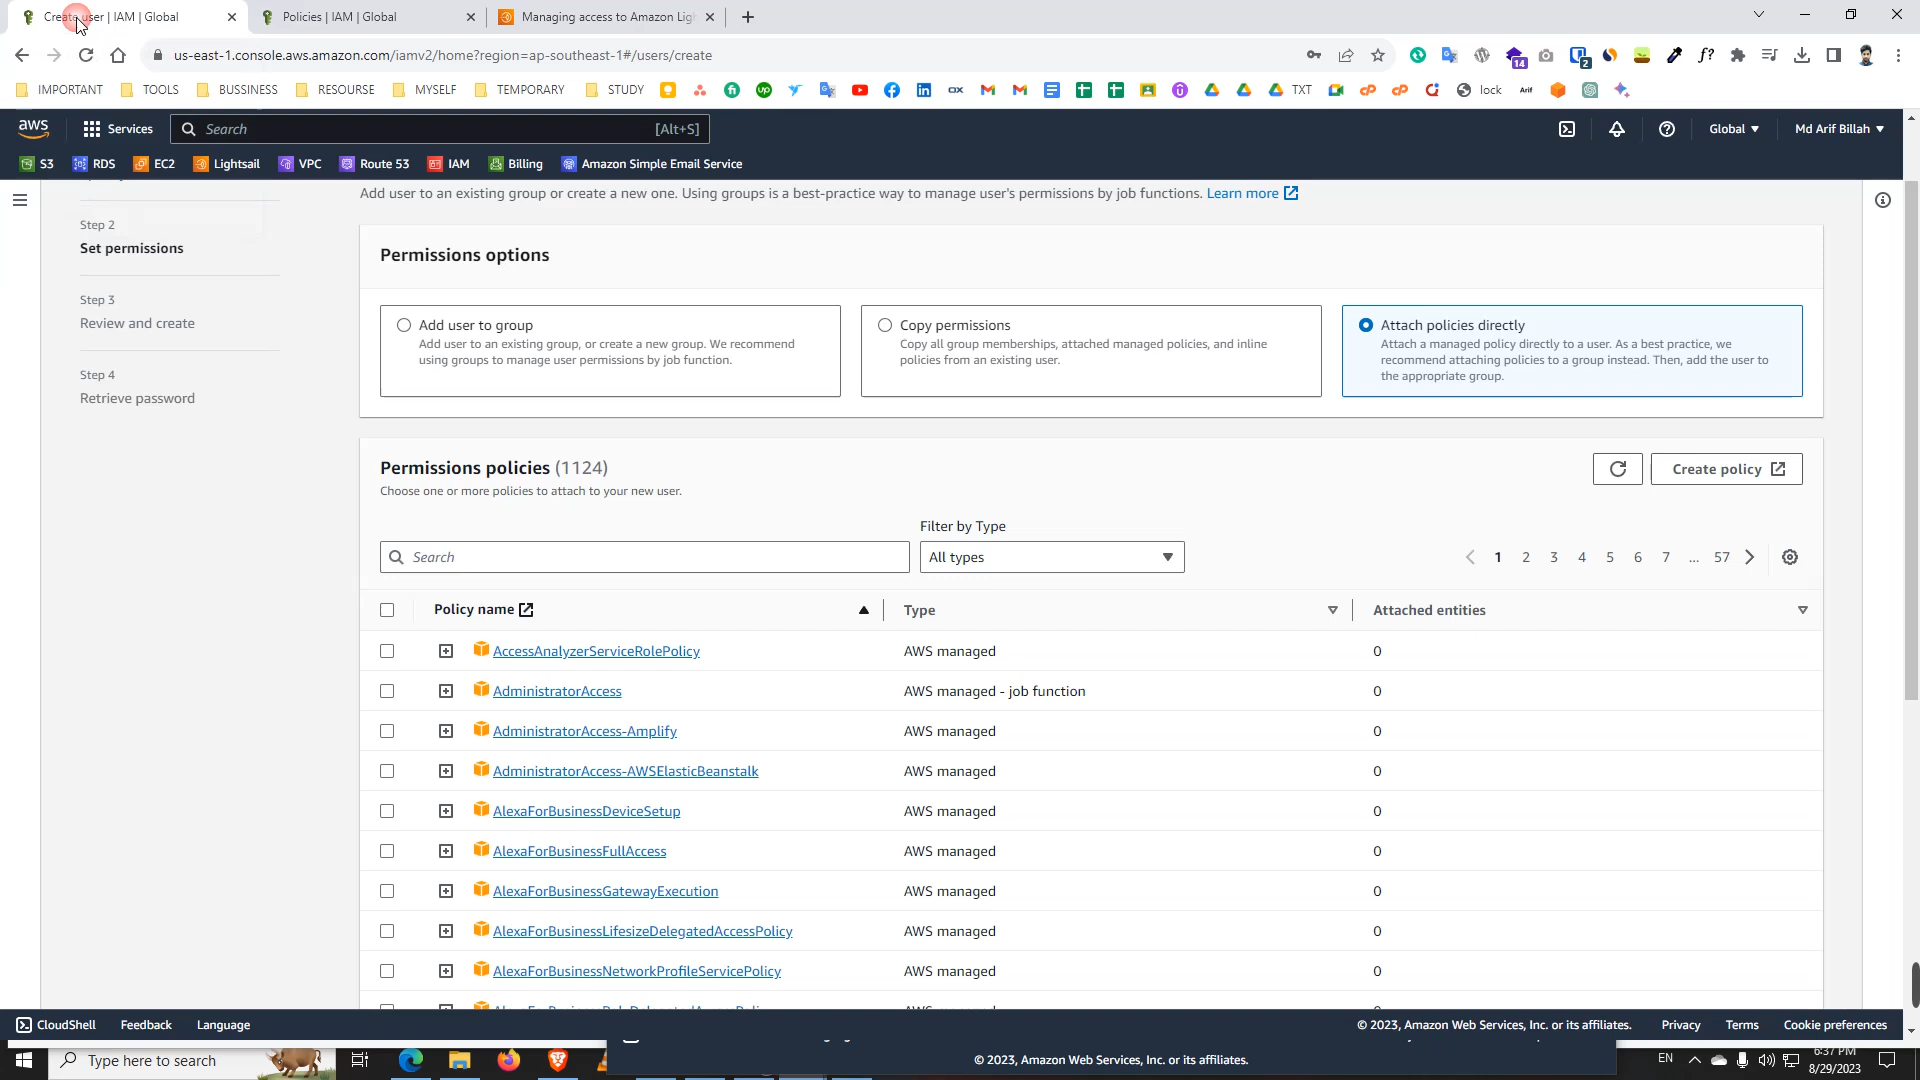 Create user | IAM | Global
Policies | IAM | Global
Managing access to Amazon Lig
us-east-1.console.aws.amazon.com/iamv2/home?region=ap-southeast-1#/users/create
14
f?
2
IMPORTANT
TOOLS
BUSSINESS
RESOURSE
MYSELF
TEMPORARY
STUDY
TXT
lock
Arif
aws
Services
Search
[Alt+S]
Global
Md Arif Billah
S3
RDS
EC2
Lightsail
VPC
Route 53
IAM
Billing
Amazon Simple Email Service
Add user to an existing group or create a new one. Using groups is a best-practice way to manage user's permissions by job functions. Learn more
Step 2
Set permissions
Step 3
Review and create
Step 4
Retrieve password
Permissions options
Add user to group
Add user to an existing group, or create a new group. We recommend
using groups to manage user permissions by job function.
Copy permissions
Copy all group memberships, attached managed policies, and inline
policies from an existing user.
Attach policies directly
Attach a managed policy directly to a user. As a best practice, we
recommend attaching policies to a group instead. Then, add the user to
the appropriate group.
Permissions policies (1124)
Choose one or more policies to attach to your new user.
Create policy
Filter by Type
Search
All types
1 2 3 4 5 6 7 ... 57
Policy name
Type
Attached entities
AccessAnalyzerServiceRolePolicy AWS managed 0
AdministratorAccess AWS managed - job function 0
AdministratorAccess-Amplify AWS managed 0
AdministratorAccess-AWSElasticBeanstalk AWS managed 0
AlexaForBusinessDeviceSetup AWS managed 0
AlexaForBusinessFullAccess AWS managed 0
AlexaForBusinessGatewayExecution AWS managed 0
AlexaForBusinessLifesizeDelegatedAccessPolicy AWS managed 0
AlexaForBusinessNetworkProfileServicePolicy AWS managed 0
CloudShell
Feedback
Language
© 2023, Amazon Web Services, Inc. or its affiliates.
Privacy
Terms
Cookie preferences
Type here to search
© 2023, Amazon Web Services, Inc. or its affiliates.
EN
6:37 PM
8/29/2023